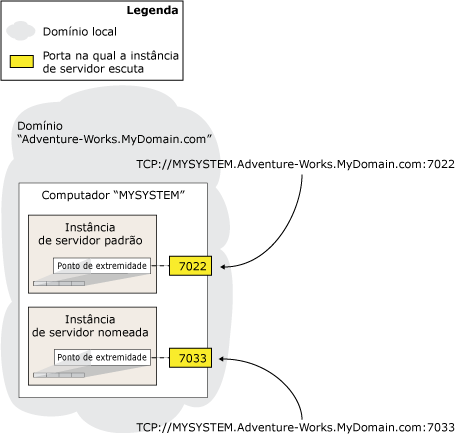 Legenda
Domínio local
Porta na qual a instância
de servidor escuta
Domínio
“Adventure-Works.MyDomain.com”
TCP://MYSYSTEM.Adventure-Works.MyDomain.com:7022
Computador “MYSYSTEM”
Instância
de servidor padrão
Ponto de extremidade
7022
Instância
de servidor nomeada
Ponto de extremidade
7033
TCP://MYSYSTEM.Adventure-Works.MyDomain.com:7033